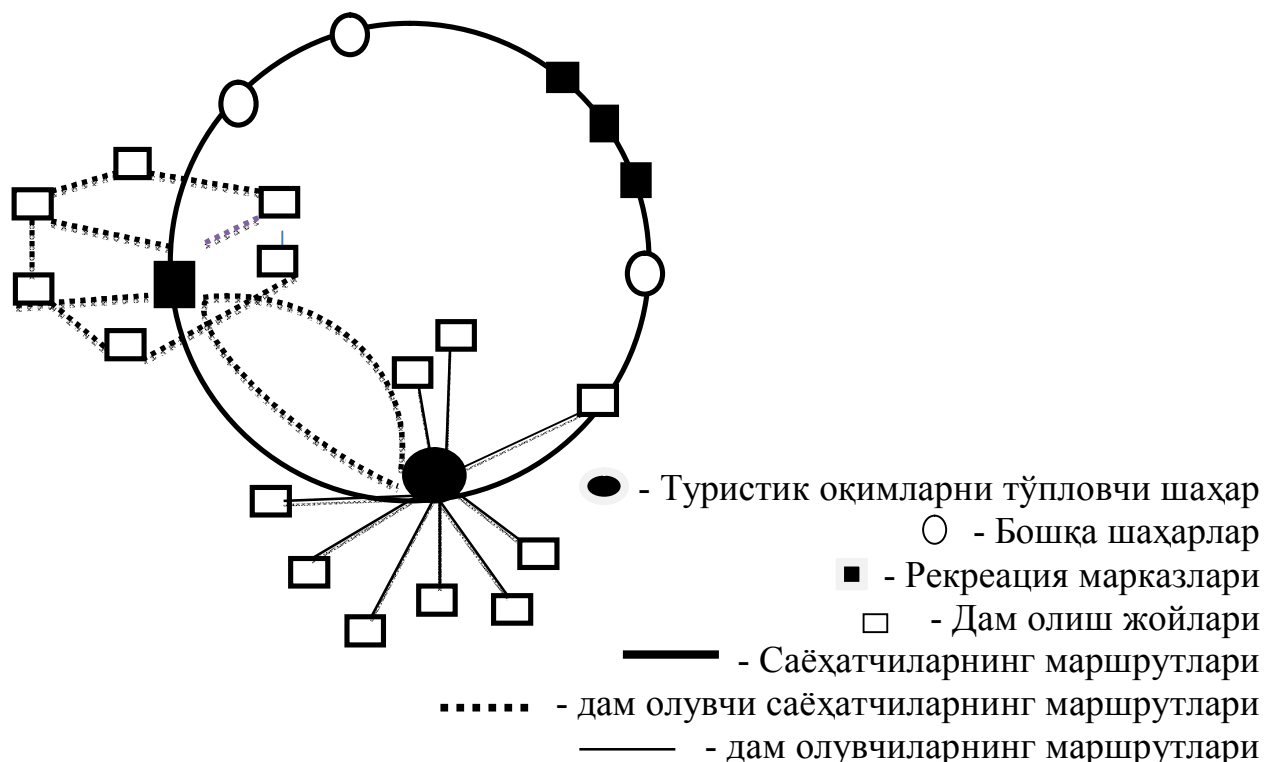 - Туристик оқимларни тўпловчи шаҳар
- Бошқа шаҳарлар
- Рекреация марказлари
- Дам олиш жойлари
- Саёҳатчиларнинг маршрутлари
- дам олувчи саёҳатчиларнинг маршрутлари
- дам олувчиларнинг маршрутлари